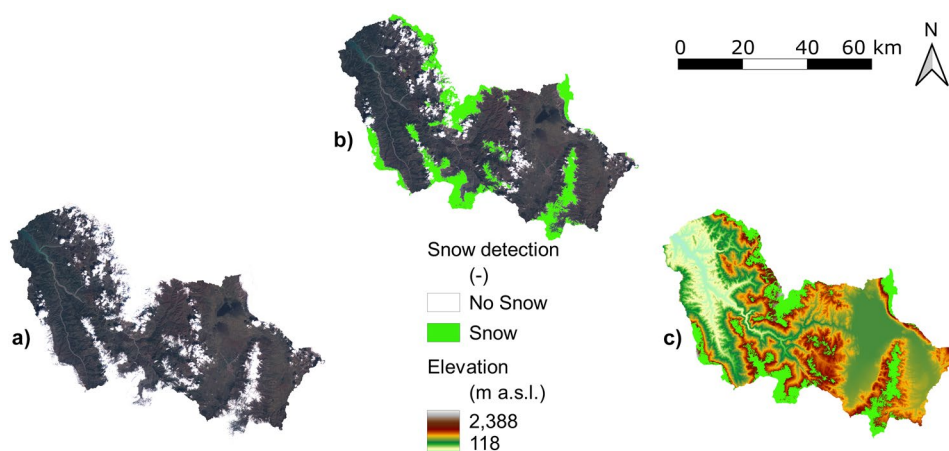 N
0 20 40 60 km
b)
Snow detection
(-)
No Snow
Snow
a)
c)
Elevation
(m a.s.l.)
2,388
118